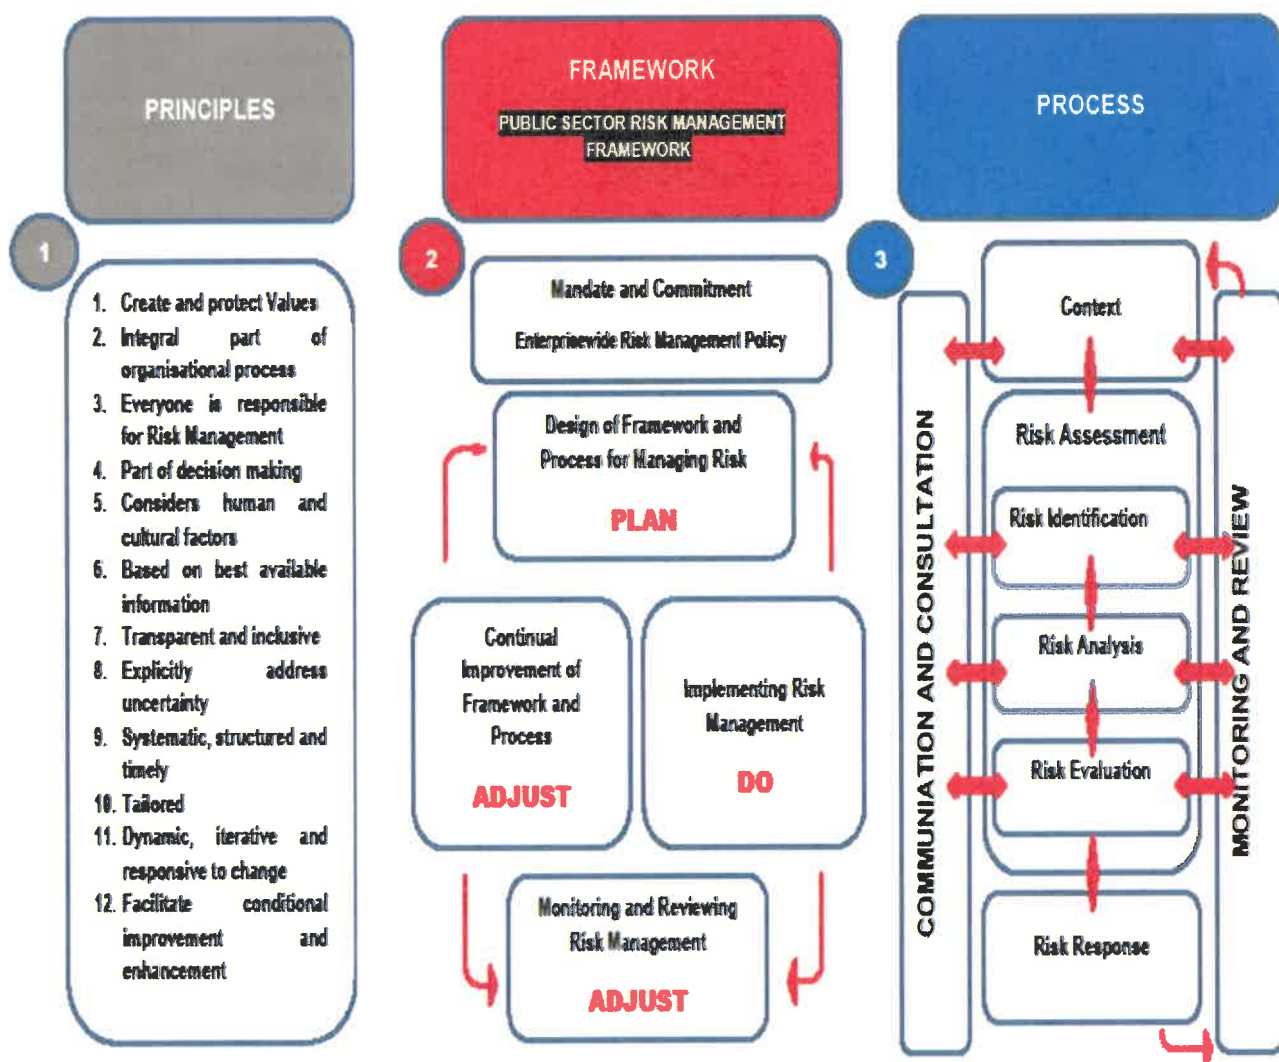 PRINCIPLES
1
1. Create and protect Values
2. Integral part of
organisational process
3. Everyone is responsible
for Risk Management
4. Part of decision making
5. Considers human and
cultural factors
6. Based on best available
information
7. Transparent and inclusive
8. Explicitly address
uncertainty
9. Systematic, structured and
timely
10. Tailored
11. Dynamic, iterative and
responsive to change
12. Facilitate conditional
improvement and
enhancement
FRAMEWORK
PUBLIC SECTOR RISK MANAGEMENT
FRAMEWORK
2
Mandate and Commitment
Enterprisewide Risk Management Policy
Design of Framework and
Process for Managing Risk
PLAN
Continual
Improvement of
Framework and
Process
ADJUST
Implementing Risk
Management
DO
Monitoring and Reviewing
Risk Management
ADJUST
PROCESS
3
COMMUNIATION AND CONSULTATION
Context
Risk Assessment
Risk Identification
Risk Analysis
Risk Evaluation
Risk Response
MONITORING AND REVIEW